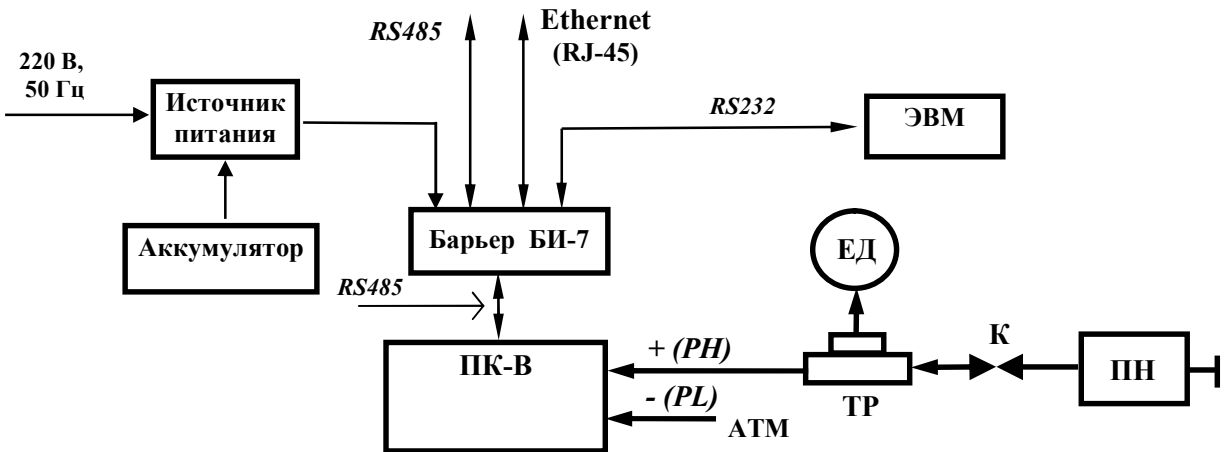 RS485
Ethernet
(RJ-45)
220 В,
50 Гц
Источник
питания
RS232
ЭВМ
Аккумулятор
Барьер БИ-7
ЕД
RS485
ПК-В
+ (PH)
К
ПН
- (PL)
ТР
АТМ